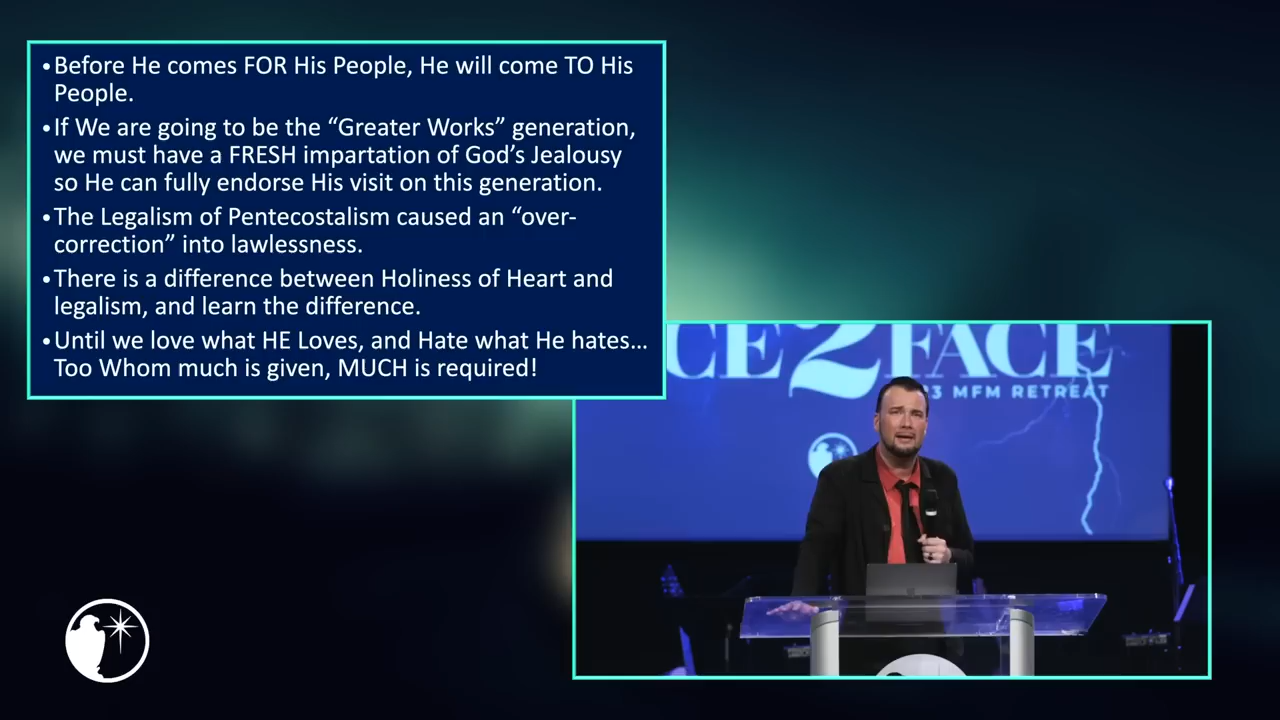 •Before He comes FOR His People, He will come TO His
People.
•If We are going to be the “Greater Works” generation,
we must have a FRESH impartation of God’s Jealousy
so He can fully endorse His visit on this generation.
•The Legalism of Pentecostalism caused an “over-
correction” into lawlessness.
•There is a difference between Holiness of Heart and
legalism, and learn the difference.
•Until we love what HE Loves, and Hate what He hates…
Too Whom much is given, MUCH is required!
CE2FACE
3 MFM RETREAT